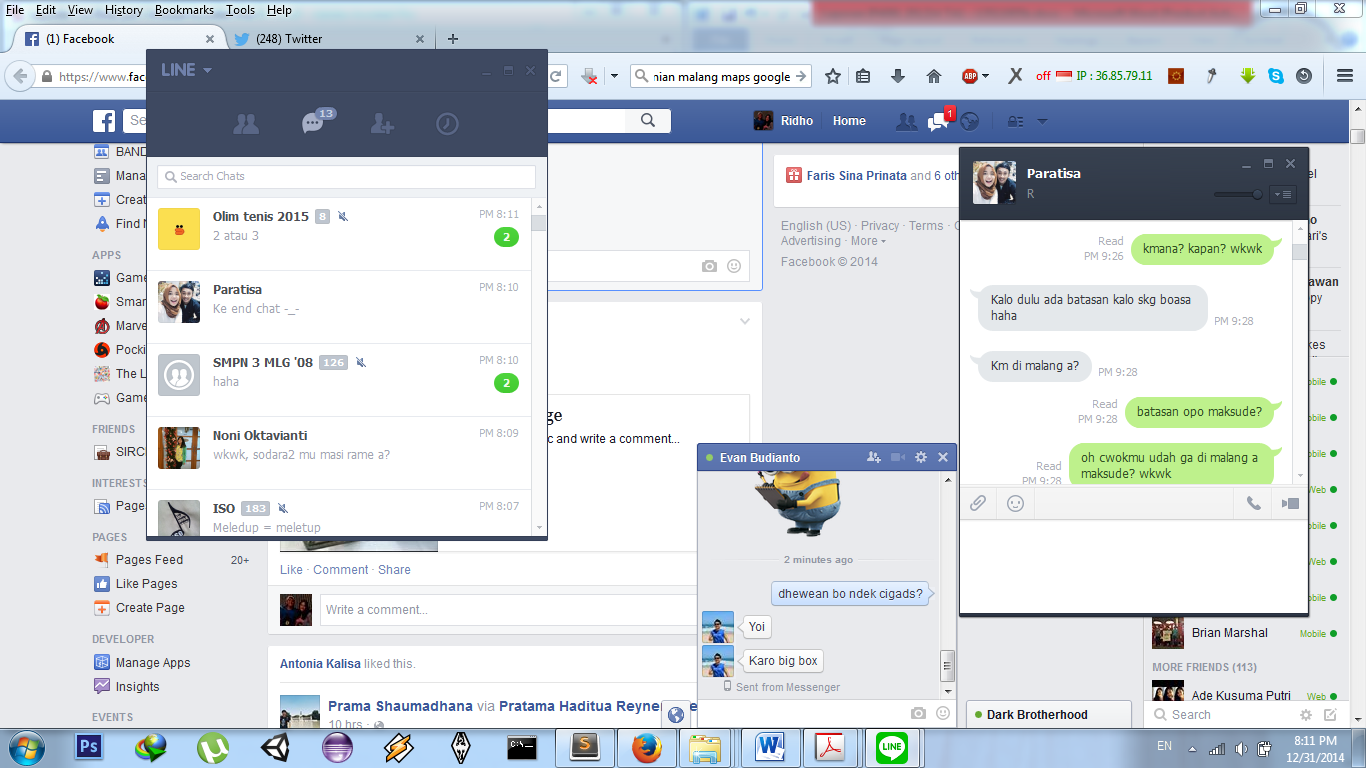 File Edit View History Bookmarks Tools Help
(1) Facebook
(248) Twitter
https://www.fac
nian malang maps google
ABP
off IP : 36.85.79.11
LINE
13
Search Chats
Olim tenis 2015 8
PM 8:11
2 atau 3
2
Paratisa
PM 8:10
Ke end chat -_-
SMPN 3 MLG '08 126
PM 8:10
haha
2
Noni Oktavianti
PM 8:09
wkwk, sodara2 mu masi rame a?
ISO 183
PM 8:07
Meledup = meletup
Se
Ridho Home
1
BAND
Mana
Creat
Find N
APPS
Game
Smar
Marve
Pocki
The L
Game
FRIENDS
SIRC
INTERESTS
Page
PAGES
Pages Feed 20+
Like Pages
Create Page
DEVELOPER
Manage Apps
Insights
EVENTS
ge
c and write a comment...
Like · Comment · Share
Write a comment...
Antonia Kalisa liked this.
Prama Shaumadhana via Pratama Haditua Reyner
10 hrs ·
Faris Sina Prinata and 6 oth
English (US) · Privacy · Terms · C
Advertising · More
Facebook © 2014
Evan Budianto
2 minutes ago
dhewean bo ndek cigads?
Yoi
Karo big box
Sent from Messenger
Paratisa
R
Read
PM 9:26
kmana? kapan? wkwk
Kalo dulu ada batasan kalo skg boasa
haha
PM 9:28
Km di malang a?
PM 9:28
Read
PM 9:28
batasan opo maksude?
Read
PM 9:28
oh cwokmu udah ga di malang a
maksude? wkwk
el
o
ari's
awan
py
kes
obile
obile
obile
Web
obile
Web
obile
Brian Marshal Mobile
MORE FRIENDS (113)
Ade Kusuma Putri Web
Search
Dark Brotherhood
Ps
C:\
S
W
LINE
EN
8:11 PM
12/31/2014